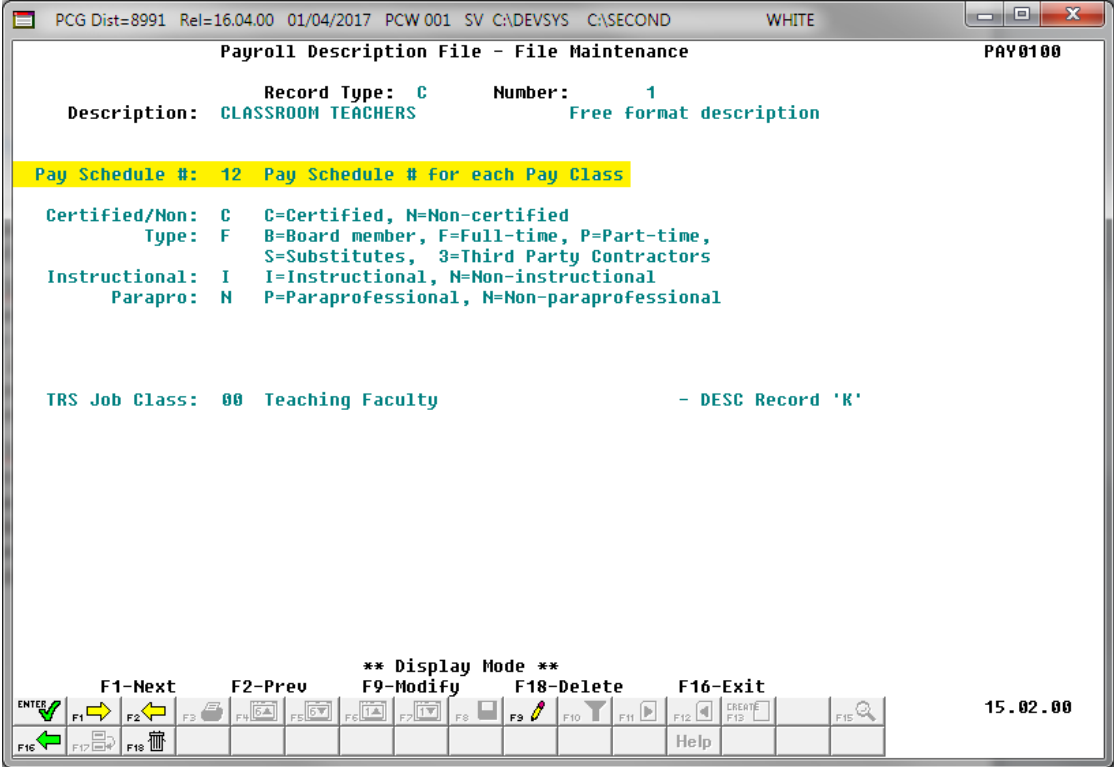 PCG Dist=8991 Rel=16.04.00 01/04/2017 PCW 001 SV C:\DEVSYS C:\SECOND WHITE
Payroll Description File - File Maintenance PAY0100
Record Type: C Number: 1
Description: CLASSROOM TEACHERS Free format description
Pay Schedule #: 12 Pay Schedule # for each Pay Class
Certified/Non: C C=Certified, N=Non-certified
Type: F B=Board member, F=Full-time, P=Part-time,
S=Substitutes, 3=Third Party Contractors
Instructional: I I=Instructional, N=Non-instructional
Parapro: N P=Paraprofessional, N=Non-paraprofessional
TRS Job Class: 00 Teaching Faculty - DESC Record 'K'
** Display Mode **
F1-Next F2-Prev F9-Modify F18-Delete F16-Exit
ENTER F1 F2 F3 F4 F5 F6 F7 F8 F9 F10 F11 F12 CREATE F13 F15 15.02.00
F16 F17 F18 Help